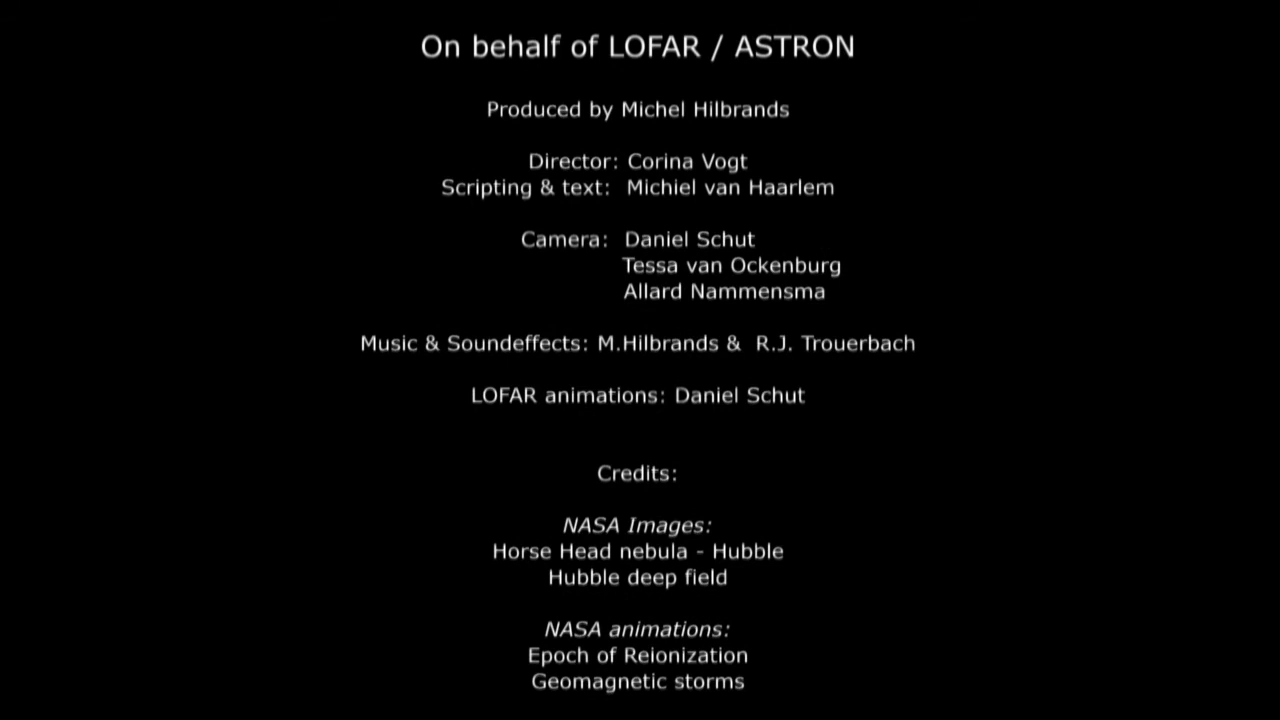 On behalf of LOFAR / ASTRON
Produced by Michel Hilbrands
Director: Corina Vogt
Scripting & text: Michiel van Haarlem
Camera: Daniel Schut
Tessa van Ockenburg
Allard Nammensma
Music & Soundeffects: M.Hilbrands & R.J. Trouerbach
LOFAR animations: Daniel Schut
Credits:
NASA Images:
Horse Head nebula - Hubble
Hubble deep field
NASA animations:
Epoch of Reionization
Geomagnetic storms